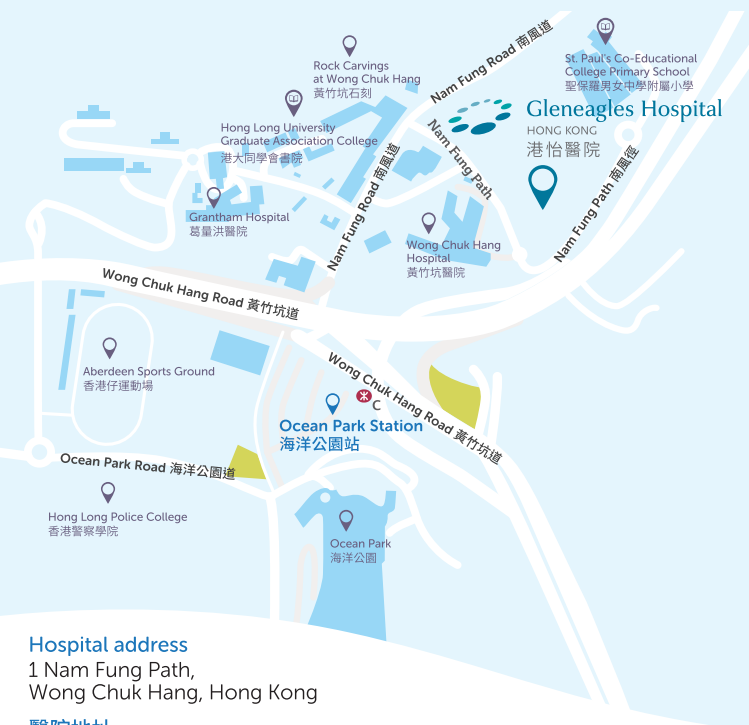 Nam Fung Road 南風道
Rock Carvings
at Wong Chuk Hang
黃竹坑石刻
St. Paul's Co-Educational
College Primary School
聖保羅男女中學附屬小學
Gleneagles Hospital
HONG KONG
港怡醫院
Hong Long University
Graduate Association College
港大同學會書院
Nam Fung Path
Nam Fung Road 南風道
Nam Fung Path 南風徑
Grantham Hospital
葛量洪醫院
Wong Chuk Hang
Hospital
黃竹坑醫院
Wong Chuk Hang Road 黃竹坑道
Aberdeen Sports Ground
香港仔運動場
Wong Chuk Hang Road 黃竹坑道
C
Ocean Park Station
海洋公園站
Ocean Park Road 海洋公園道
Hong Long Police College
香港警察學院
Ocean Park
海洋公園
Hospital address
1 Nam Fung Path,
Wong Chuk Hang, Hong Kong
醫院地址